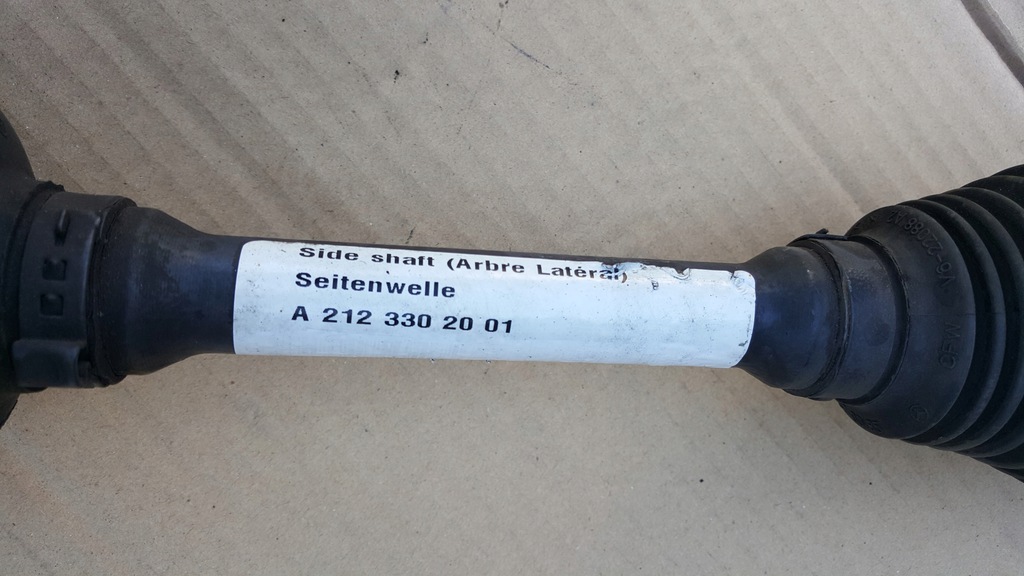 Side shaft (Arbre Latéral)
Seitenwelle
A 212 330 20 01